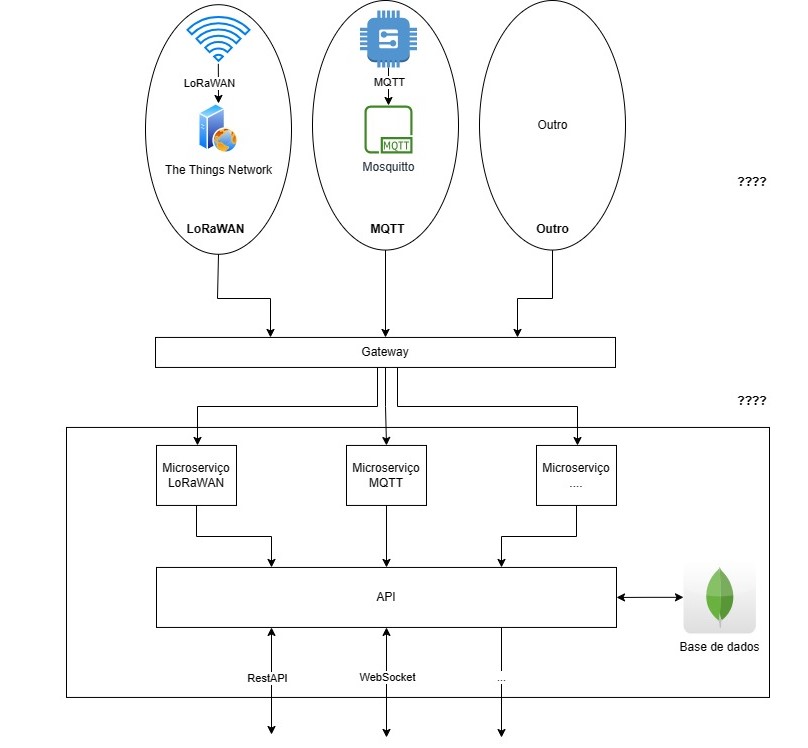 LoRaWAN
MQTT
MQTT
The Things Network
Mosquitto
Outro
LoRaWAN
MQTT
Outro
????
Gateway
????
Microserviço
LoRaWAN
Microserviço
MQTT
Microserviço
....
API
Base de dados
RestAPI
WebSocket
...